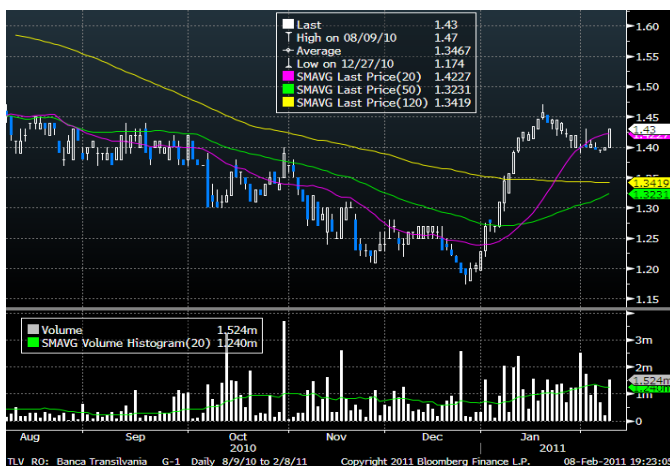 Last 1.43
High on 08/09/10 1.47
Average 1.3467
Low on 12/27/10 1.174
SMAVG Last Price(20) 1.4227
SMAVG Last Price(50) 1.3231
SMAVG Last Price(120) 1.3419
1.60
1.55
1.50
1.45
1.43
1.4227
1.40
1.35
1.3419
1.3231
1.30
1.25
1.20
1.15
Volume 1.524m
SMAVG Volume Histogram(20) 1.240m
3m
2m
1.524m
1.240m
1m
0
Aug Sep Oct Nov Dec Jan
2010 2011
TLV RO: Banca Transilvania G-1 Daily 8/9/10 to 2/8/11 Copyright 2011 Bloomberg Finance L.P. 08-Feb-2011 19:23:05